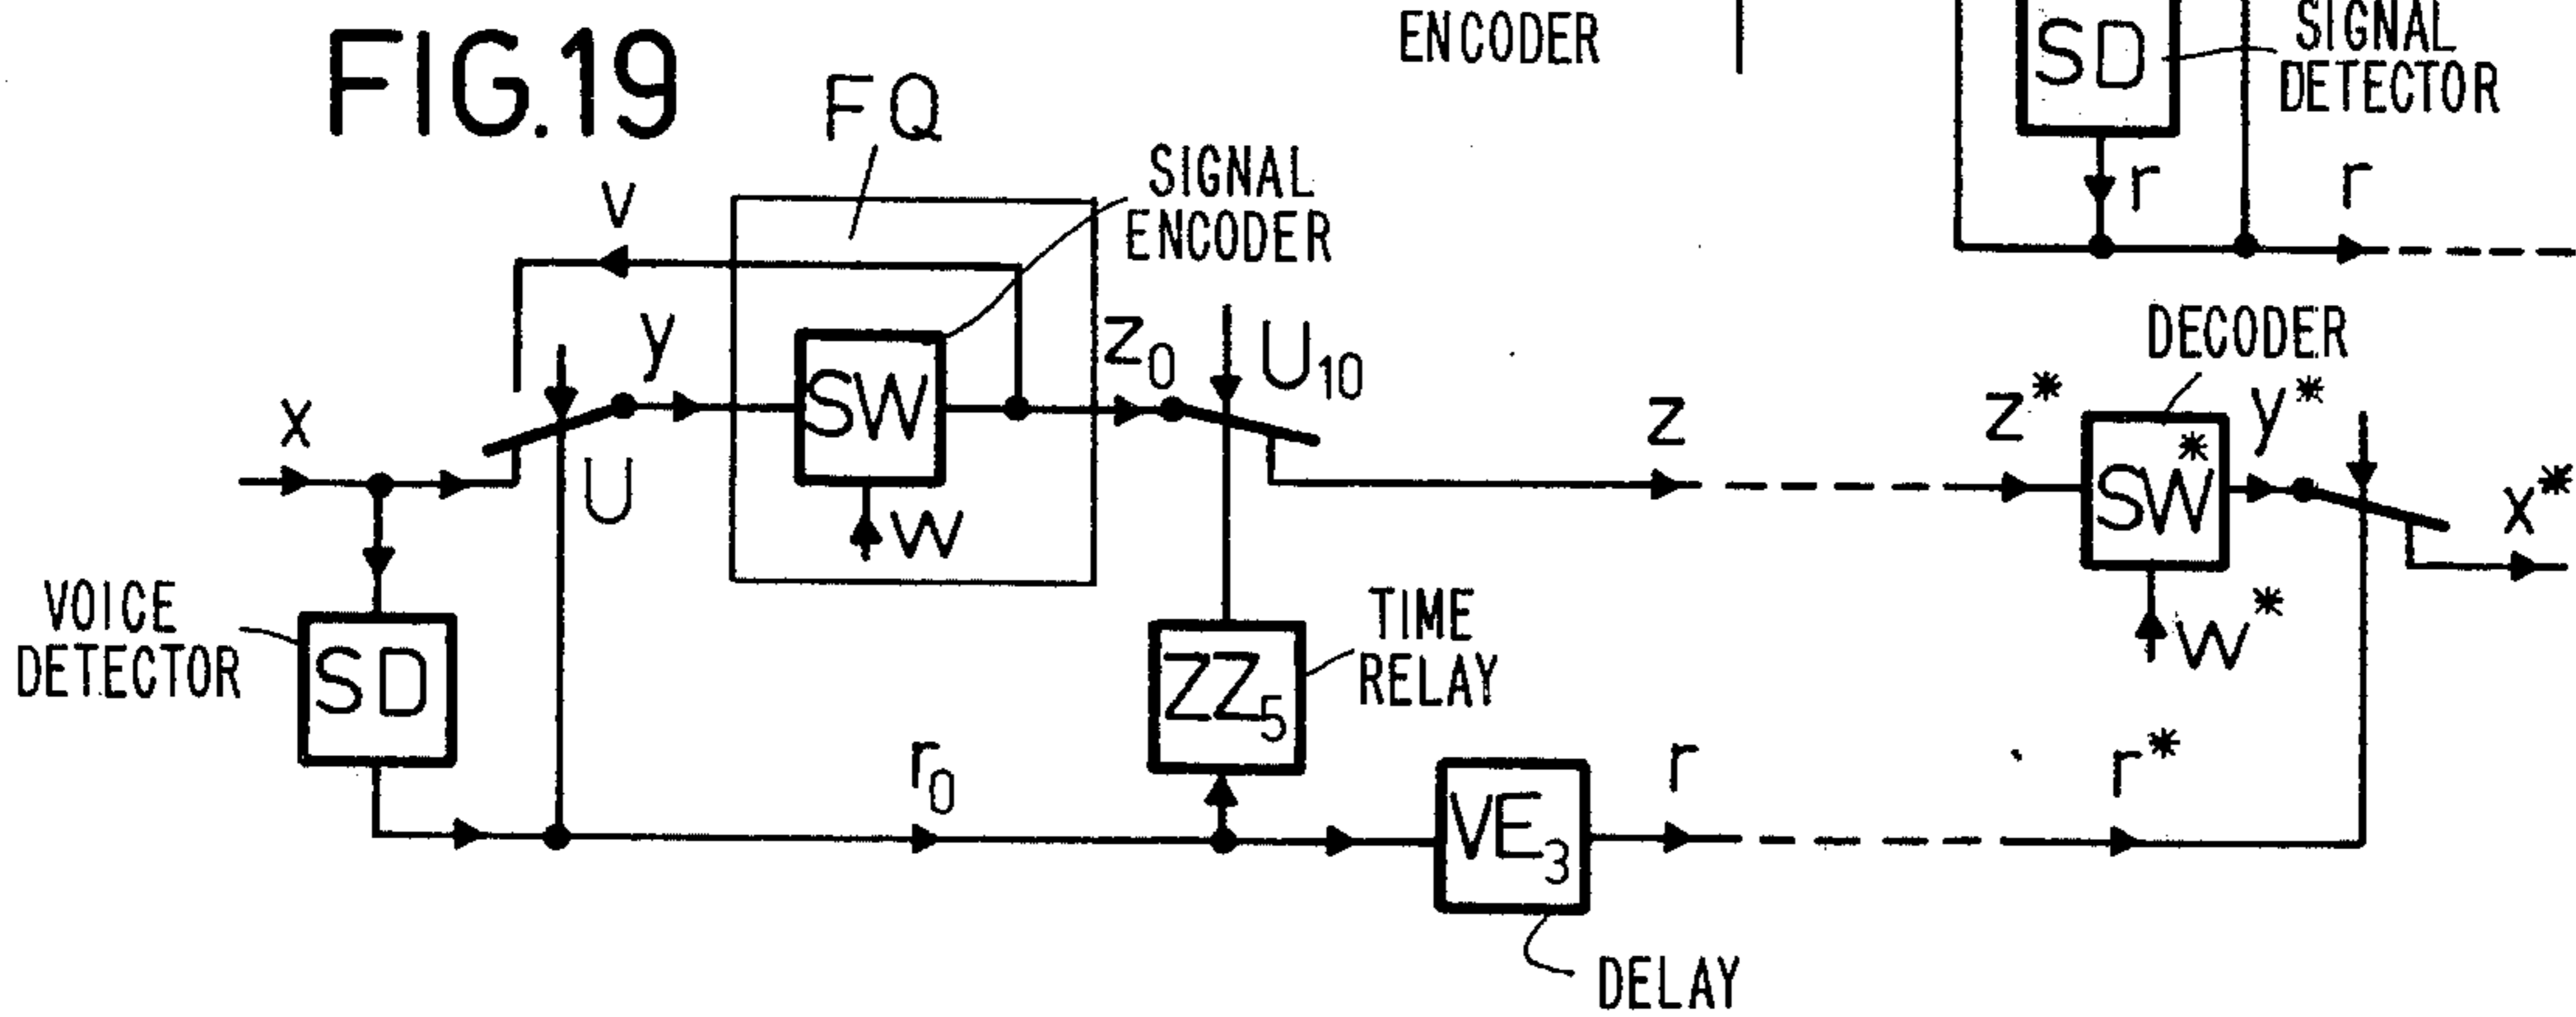 FIG.19
ENCODER
SD
SIGNAL
DETECTOR
r
r
FQ
SIGNAL
ENCODER
v
y
SW
w
z0
U10
x
U
z
z*
DECODER
SW*
y*
w*
x*
VOICE
DETECTOR
SD
r0
ZZ5
TIME
RELAY
VE3
r
r*
DELAY